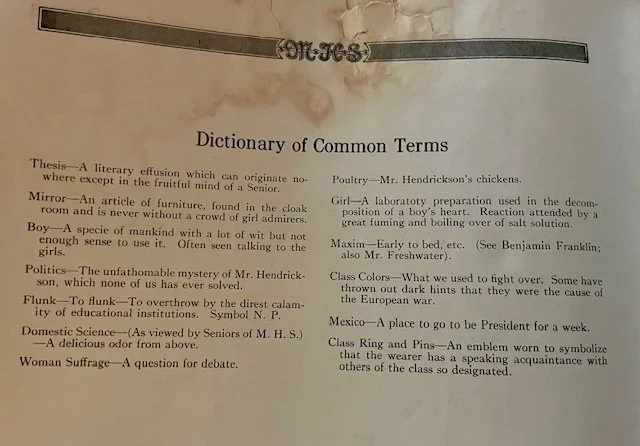 M·H·S
Dictionary of Common Terms
Thesis—A literary effusion which can originate no-
where except in the fruitful mind of a Senior.
Mirror—An article of furniture, found in the cloak
room and is never without a crowd of girl admirers.
Boy—A specie of mankind with a lot of wit but not
enough sense to use it. Often seen talking to the
girls.
Politics—The unfathomable mystery of Mr. Hendrick-
son, which none of us has ever solved.
Flunk—To flunk—To overthrow by the direst calam-
ity of educational institutions. Symbol N. P.
Domestic Science—(As viewed by Seniors of M. H. S.)
—A delicious odor from above.
Woman Suffrage—A question for debate.
Poultry—Mr. Hendrickson's chickens.
Girl—A laboratoty preparation used in the decom-
position of a boy's heart. Reaction attended by a
great fuming and boiling over of salt solution.
Maxim—Early to bed, etc. (See Benjamin Franklin;
also Mr. Freshwater).
Class Colors—What we used to fight over. Some have
thrown out dark hints that they were the cause of
the European war.
Mexico—A place to go to be President for a week.
Class Ring and Pins—An emblem worn to symbolize
that the wearer has a speaking acquaintance with
others of the class so designated.